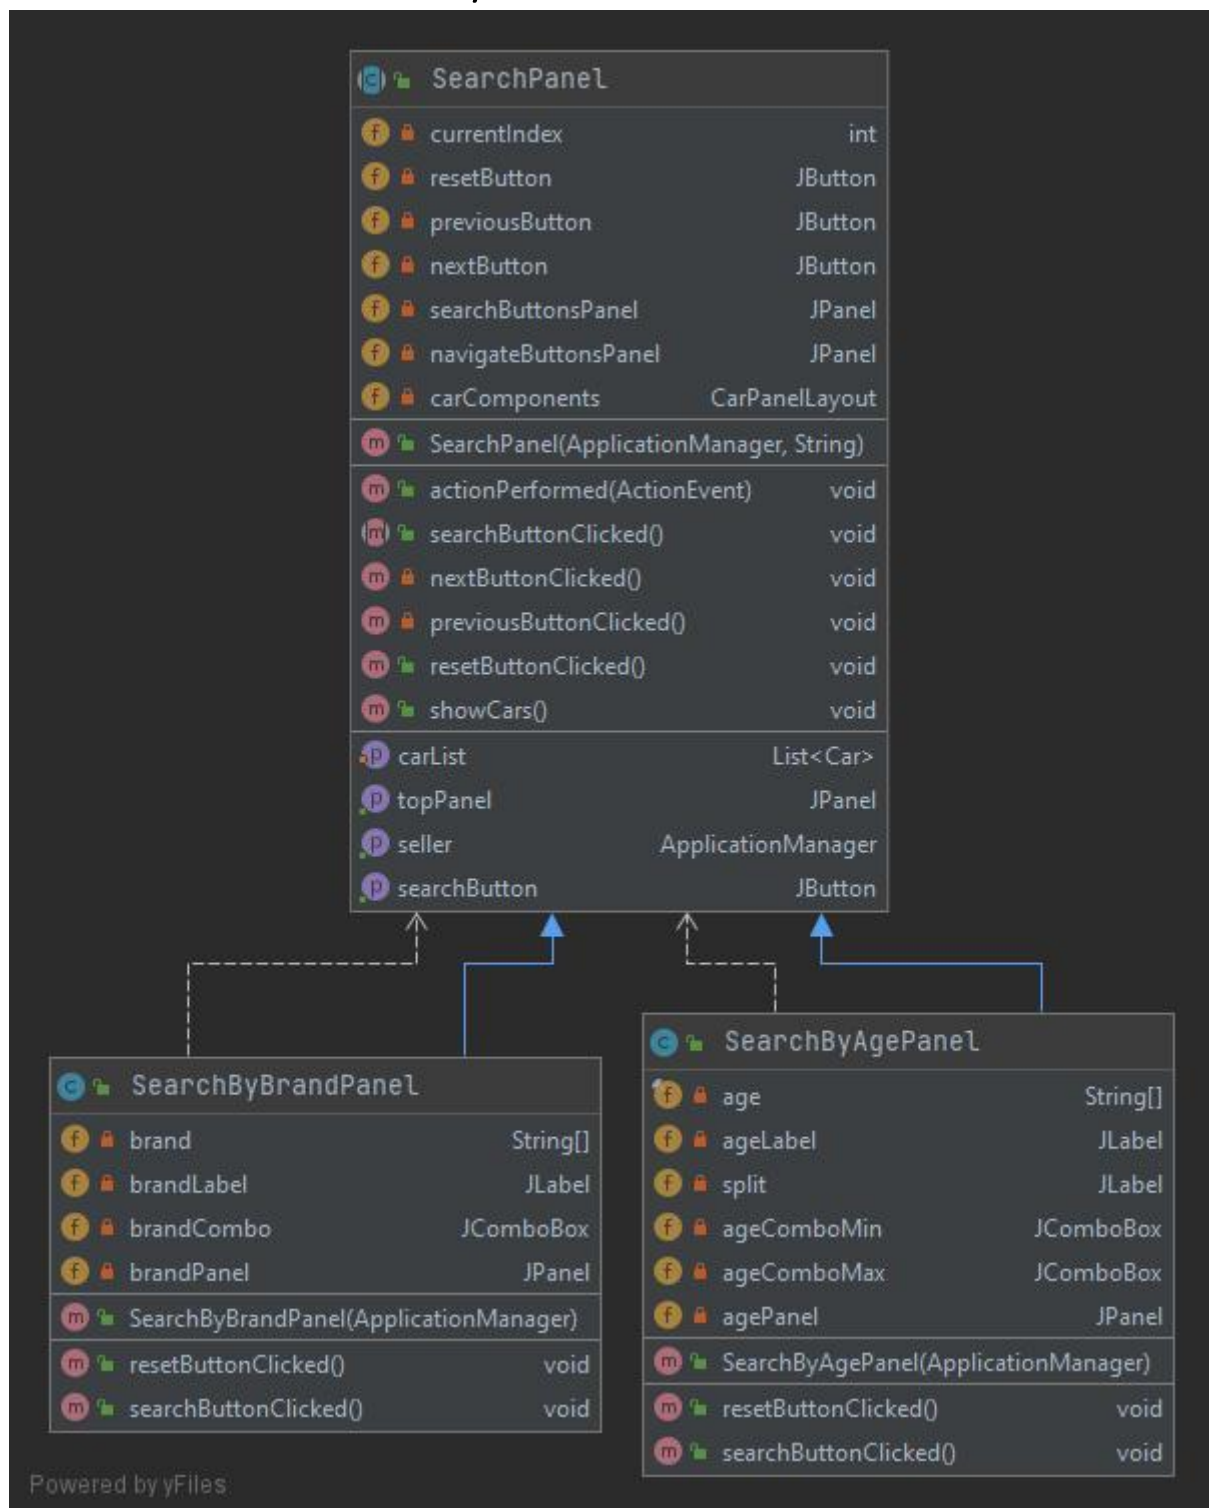 SearchPanel
currentIndex int
resetButton JButton
previousButton JButton
nextButton JButton
searchButtonsPanel JPanel
navigateButtonsPanel JPanel
carComponents CarPanelLayout
SearchPanel(ApplicationManager, String)
actionPerformed(ActionEvent) void
searchButtonClicked() void
nextButtonClicked() void
previousButtonClicked() void
resetButtonClicked() void
showCars() void
carList List<Car>
topPanel JPanel
seller ApplicationManager
searchButton JButton
SearchByBrandPanel
brand String[]
brandLabel JLabel
brandCombo JComboBox
brandPanel JPanel
SearchByBrandPanel(ApplicationManager)
resetButtonClicked() void
searchButtonClicked() void
SearchByAgePanel
age String[]
ageLabel JLabel
split JLabel
ageComboMin JComboBox
ageComboMax JComboBox
agePanel JPanel
SearchByAgePanel(ApplicationManager)
resetButtonClicked() void
searchButtonClicked() void
Powered by yFiles